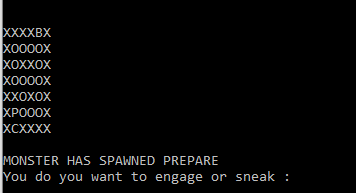 XXXXBX
XOOOOX
XOXXOX
XOOOOX
XXOXOX
XPOOOX
XCXXXX
MONSTER HAS SPAWNED PREPARE
You do you want to engage or sneak :